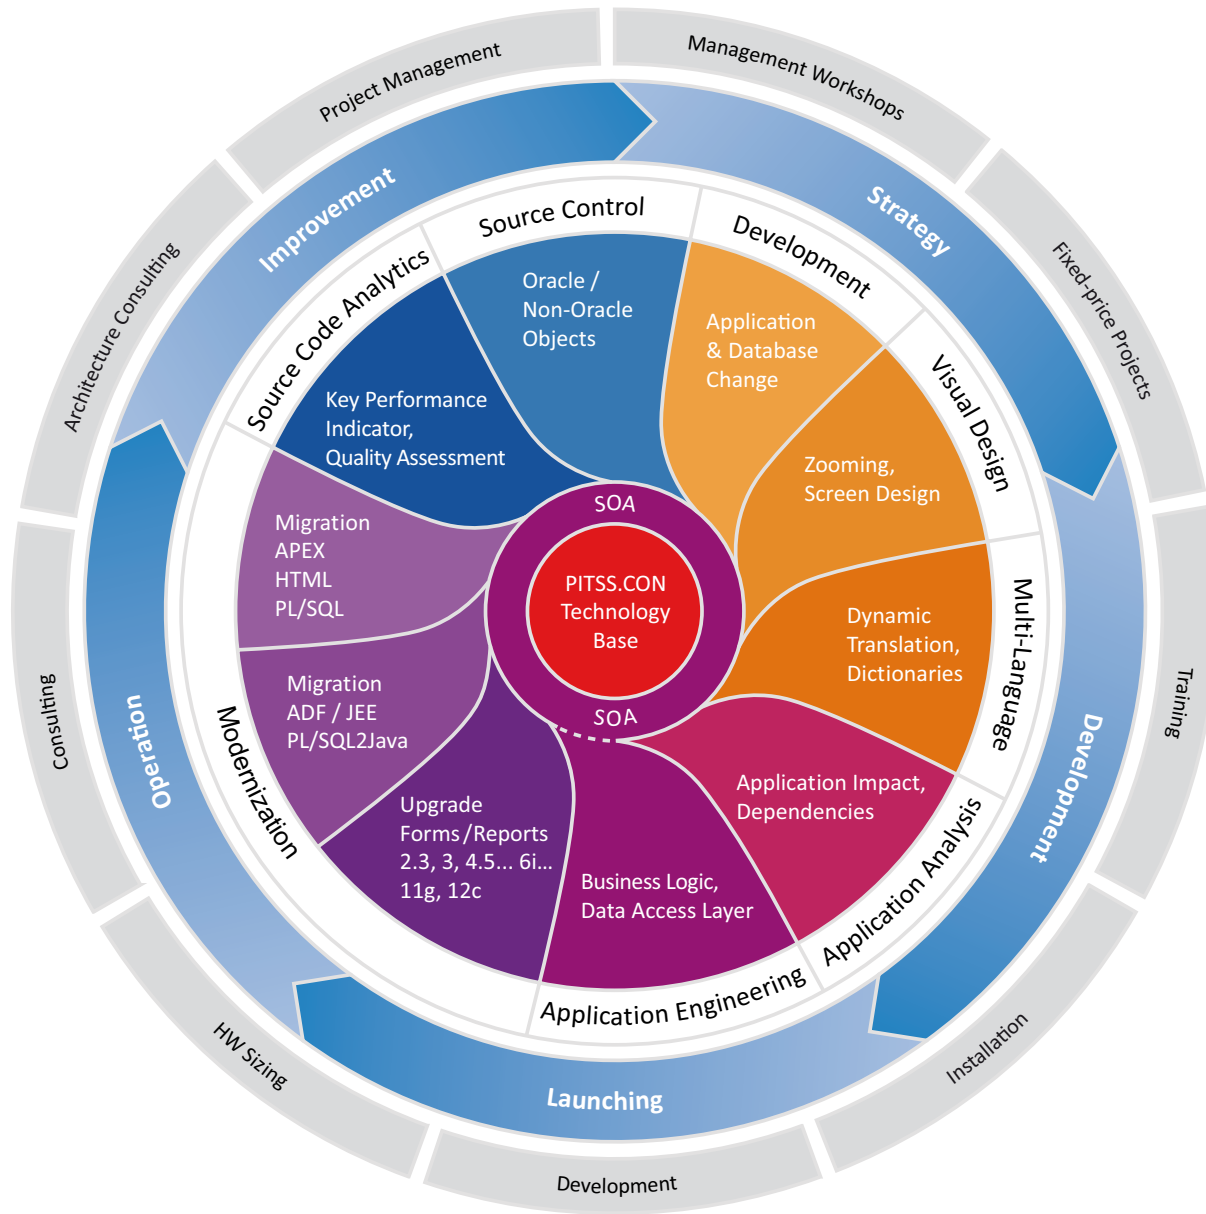 Project Management
Management Workshops
Fixed-price Projects
Training
Installation
Development
HW Sizing
Consulting
Architecture Consulting
Improvement
Strategy
Development
Launching
Operation
Source Control
Development
Visual Design
Multi-Language
Application Analysis
Application Engineering
Modernization
Source Code Analytics
Oracle /
Non-Oracle
Objects
Application
& Database
Change
Zooming,
Screen Design
Dynamic
Translation,
Dictionaries
Application Impact,
Dependencies
Business Logic,
Data Access Layer
Upgrade
Forms /Reports
2.3, 3, 4.5... 6i...
11g, 12c
Migration
ADF / JEE
PL/SQL2Java
Migration
APEX
HTML
PL/SQL
Key Performance
Indicator,
Quality Assessment
SOA
PITSS.CON
Technology
Base
SOA